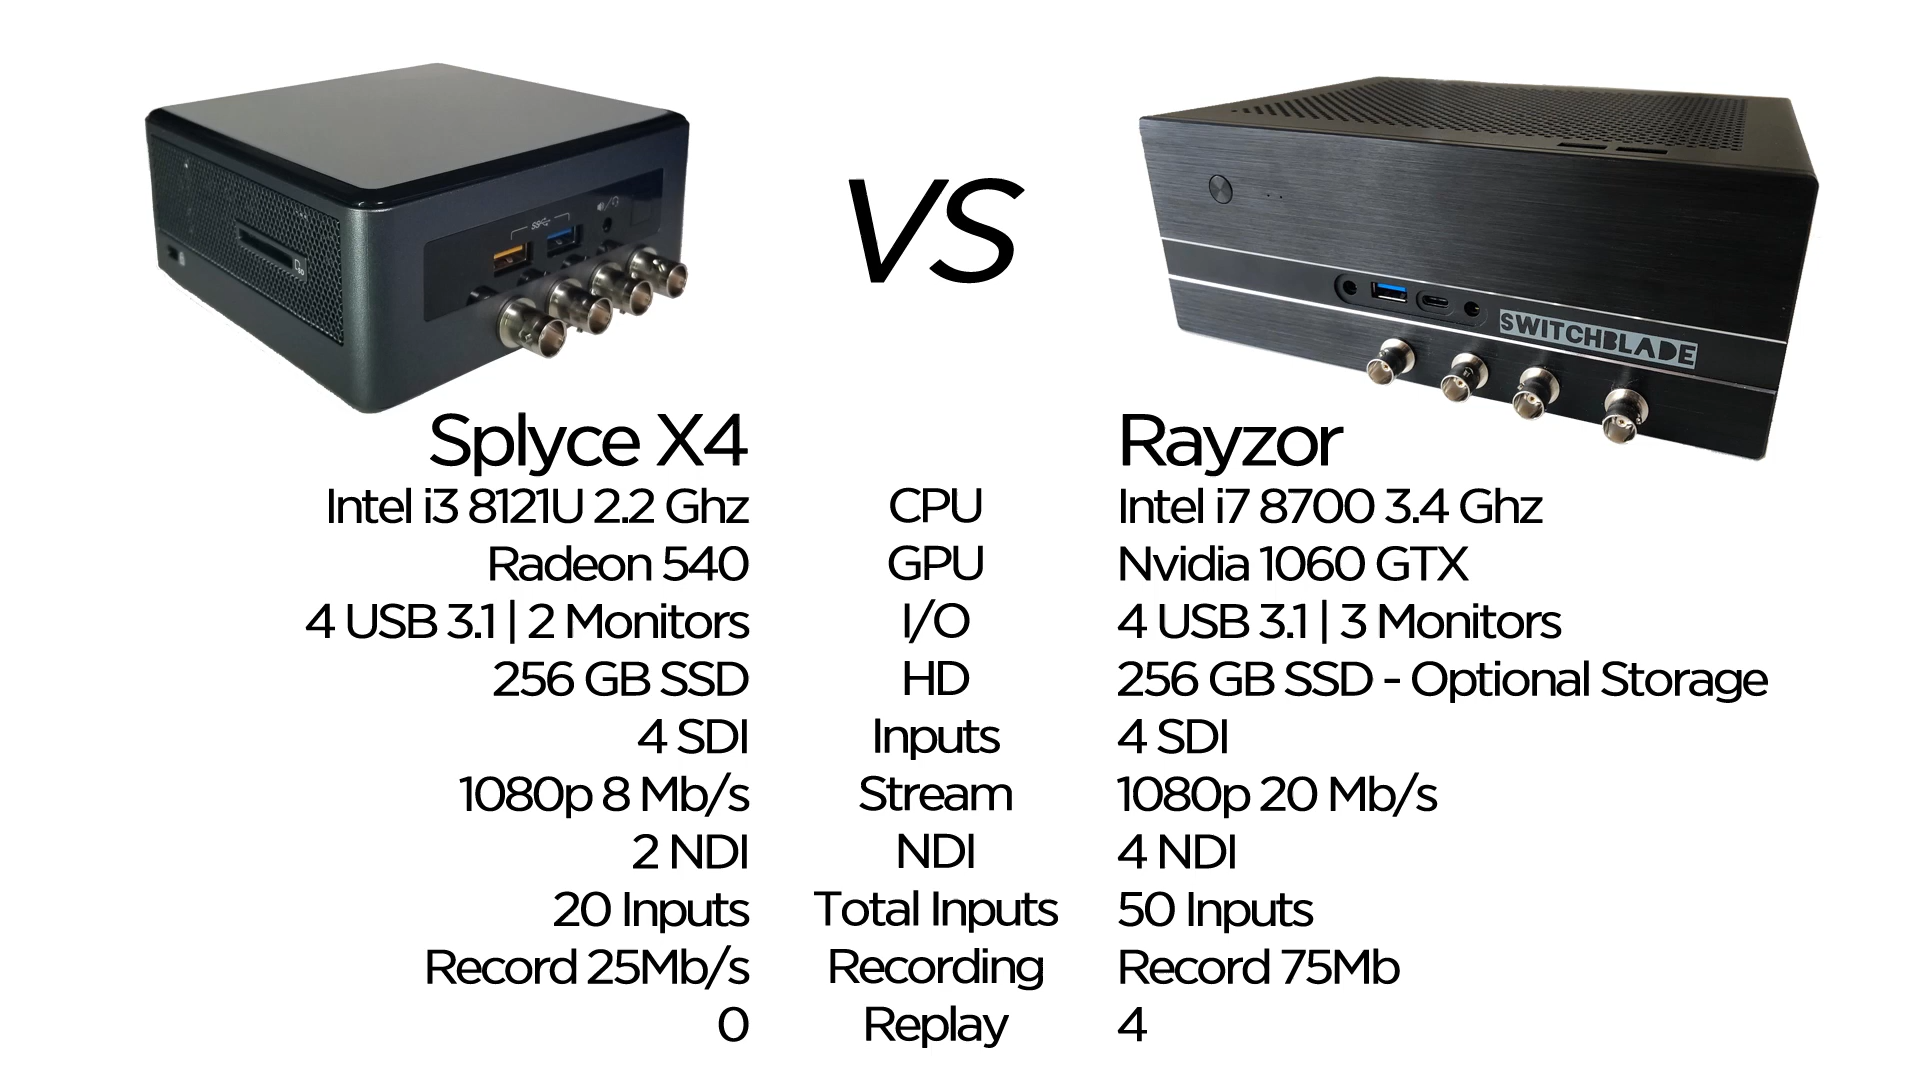 VS
SWITCHBLADE
Splyce X4 Rayzor
Intel i3 8121U 2.2 Ghz CPU Intel i7 8700 3.4 Ghz
Radeon 540 GPU Nvidia 1060 GTX
4 USB 3.1 | 2 Monitors I/O 4 USB 3.1 | 3 Monitors
256 GB SSD HD 256 GB SSD - Optional Storage
4 SDI Inputs 4 SDI
1080p 8 Mb/s Stream 1080p 20 Mb/s
2 NDI NDI 4 NDI
20 Inputs Total Inputs 50 Inputs
Record 25Mb/s Recording Record 75Mb
0 Replay 4